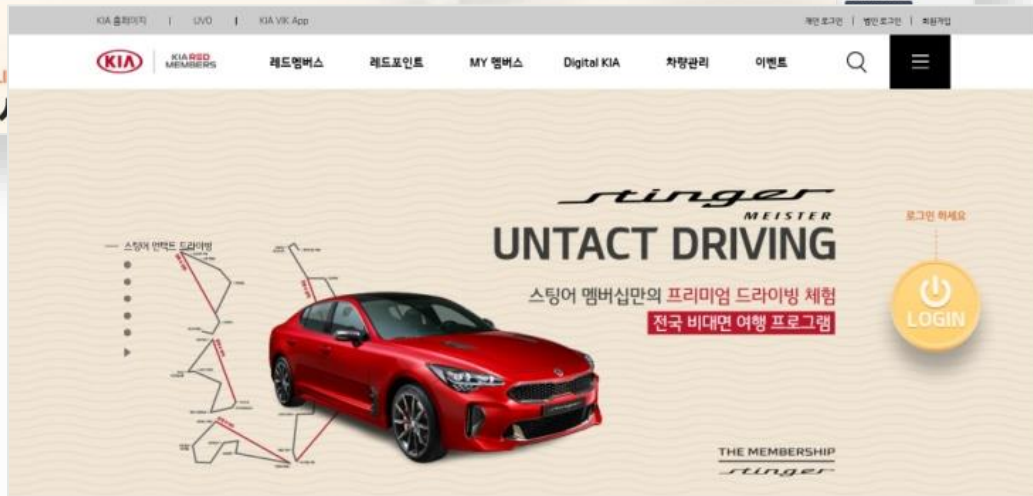 KIA 홈페이지 | UVO | KIA VIK App
개인 로그인 | 법인 로그인 | 회원가입
KIA
KIA RED
MEMBERS
레드멤버스
레드포인트
MY 멤버스
Digital KIA
차량관리
이벤트
stinger
MEISTER
UNTACT DRIVING
스팅어 멤버십만의 프리미엄 드라이빙 체험
전국 비대면 여행 프로그램
스팅어 언택트 드라이빙
로그인 하세요
LOGIN
THE MEMBERSHIP
stinger